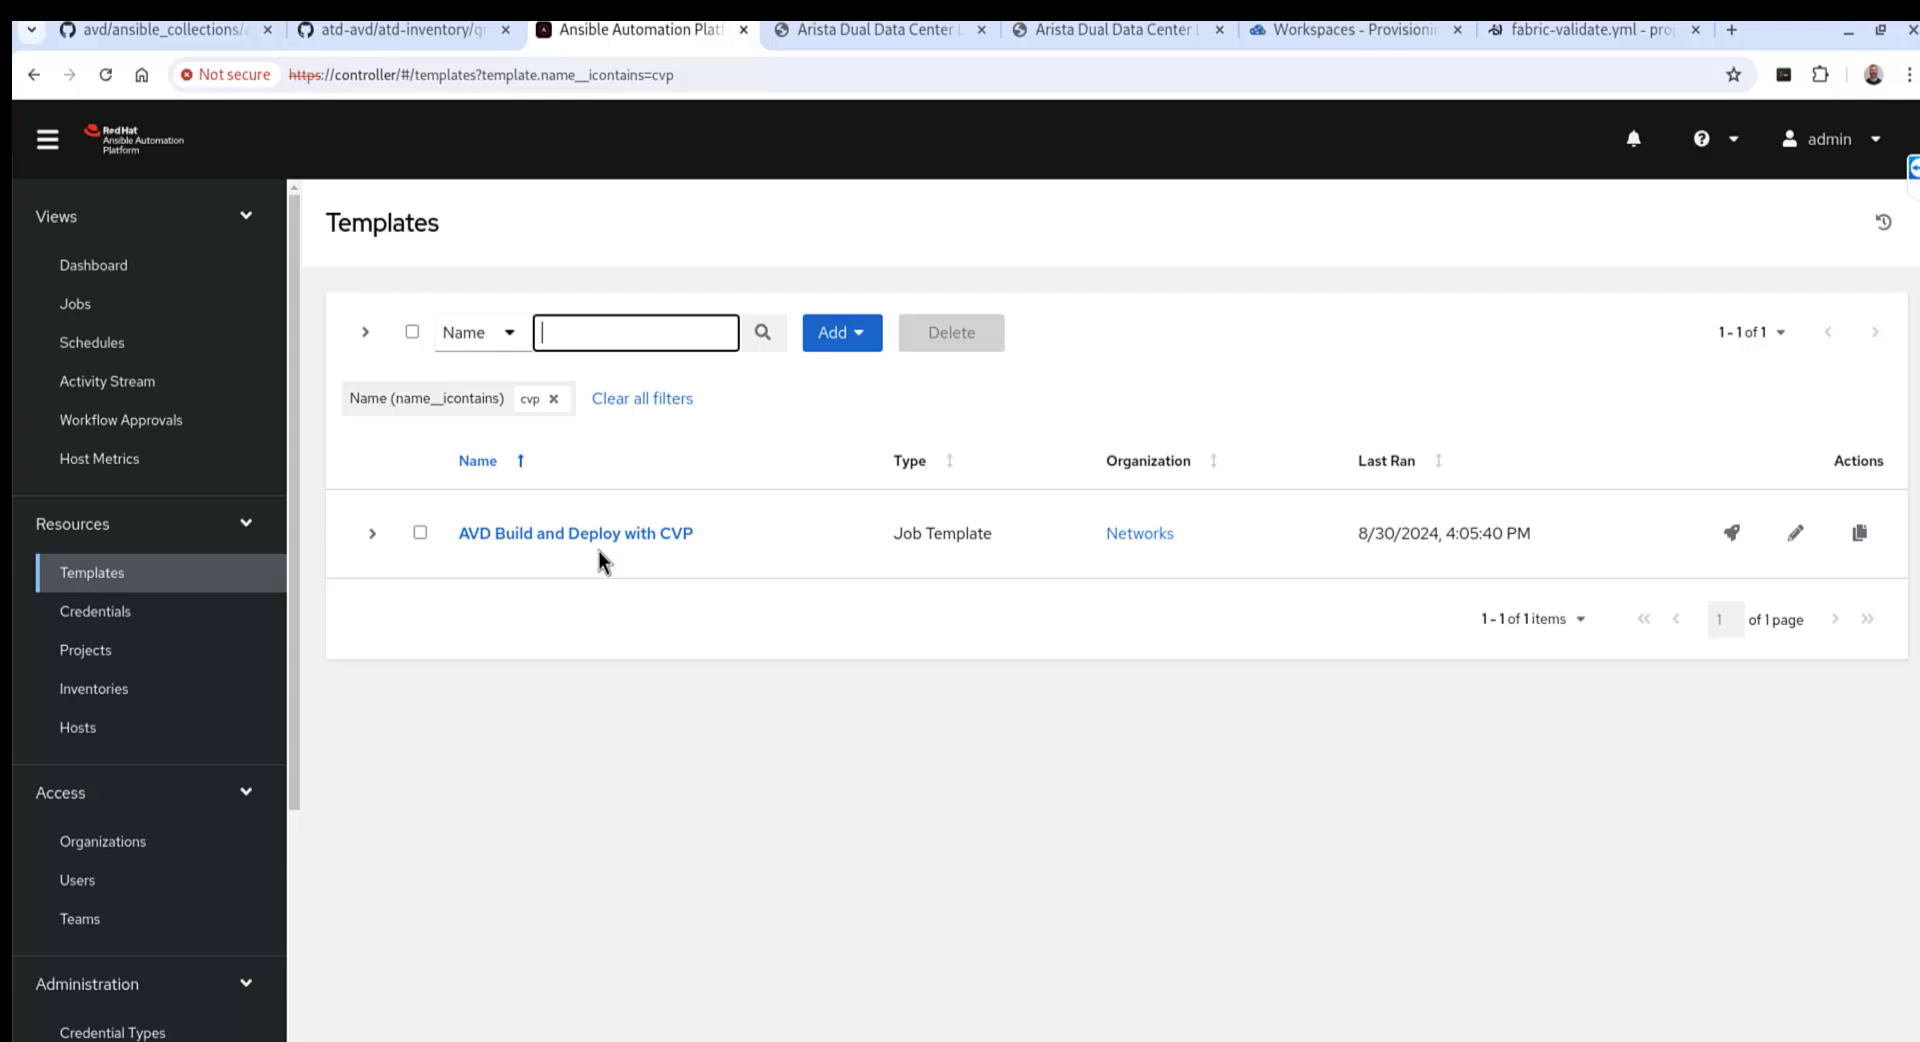 avd/ansible_collections/
atd-avd/atd-inventory/
Ansible Automation Plat
Arista Dual Data Center
Arista Dual Data Center
Workspaces - Provisioni
fabric-validate.yml - pro
Not secure
https://controller/#/templates?template.name__icontains=cvp
Red Hat
Ansible Automation
Platform
admin
Views
Dashboard
Jobs
Schedules
Activity Stream
Workflow Approvals
Host Metrics
Resources
Templates
Credentials
Projects
Inventories
Hosts
Access
Organizations
Users
Teams
Administration
Credential Types
Templates
Name
Add
Delete
1 - 1 of 1
Name (name__icontains)
cvp
Clear all filters
Name
Type
Organization
Last Ran
Actions
AVD Build and Deploy with CVP
Job Template
Networks
8/30/2024, 4:05:40 PM
1 - 1 of 1 items
1
of 1 page